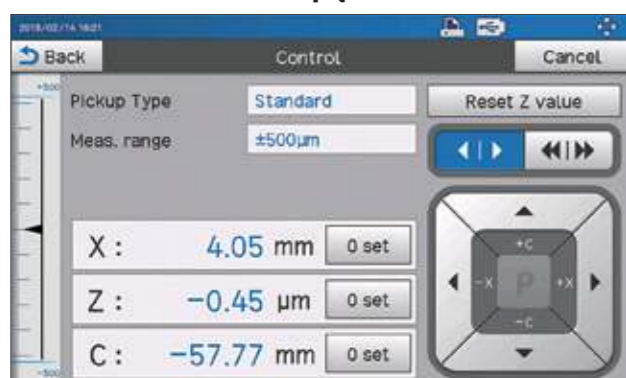 2018/02/14 16:21
Back
Control
Cancel
+500
Pickup Type
Standard
Reset Z value
Meas. range
±500µm
X : 4.05 mm 0 set
Z : −0.45 µm 0 set
C : −57.77 mm 0 set
+C
-X P +X
-C
-500